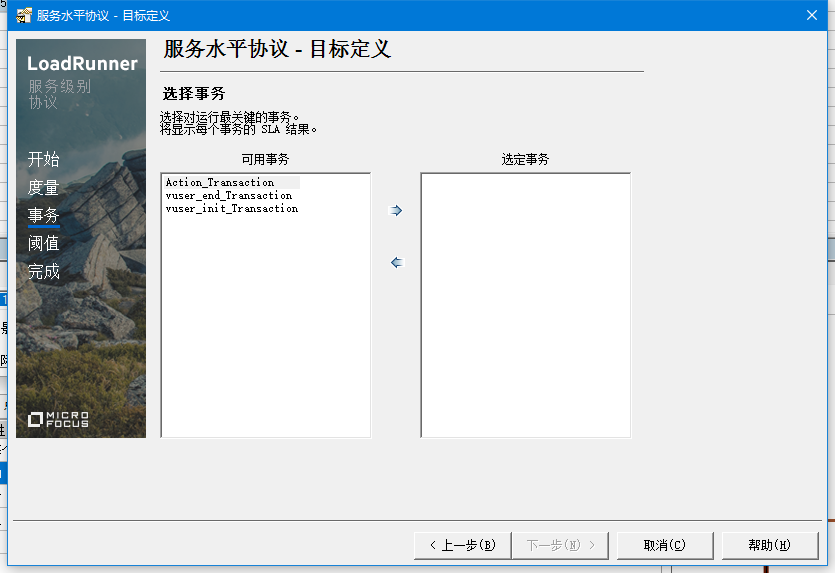 服务水平协议 - 目标定义
LoadRunner
服务级别
协议
开始
度量
事务
阈值
完成
MICRO
FOCUS
服务水平协议 - 目标定义
选择事务
选择对运行最关键的事务。
将显示每个事务的 SLA 结果。
可用事务
Action_Transaction
vuser_end_Transaction
vuser_init_Transaction
选定事务
< 上一步(B)
下一步(N) >
取消(C)
帮助(H)